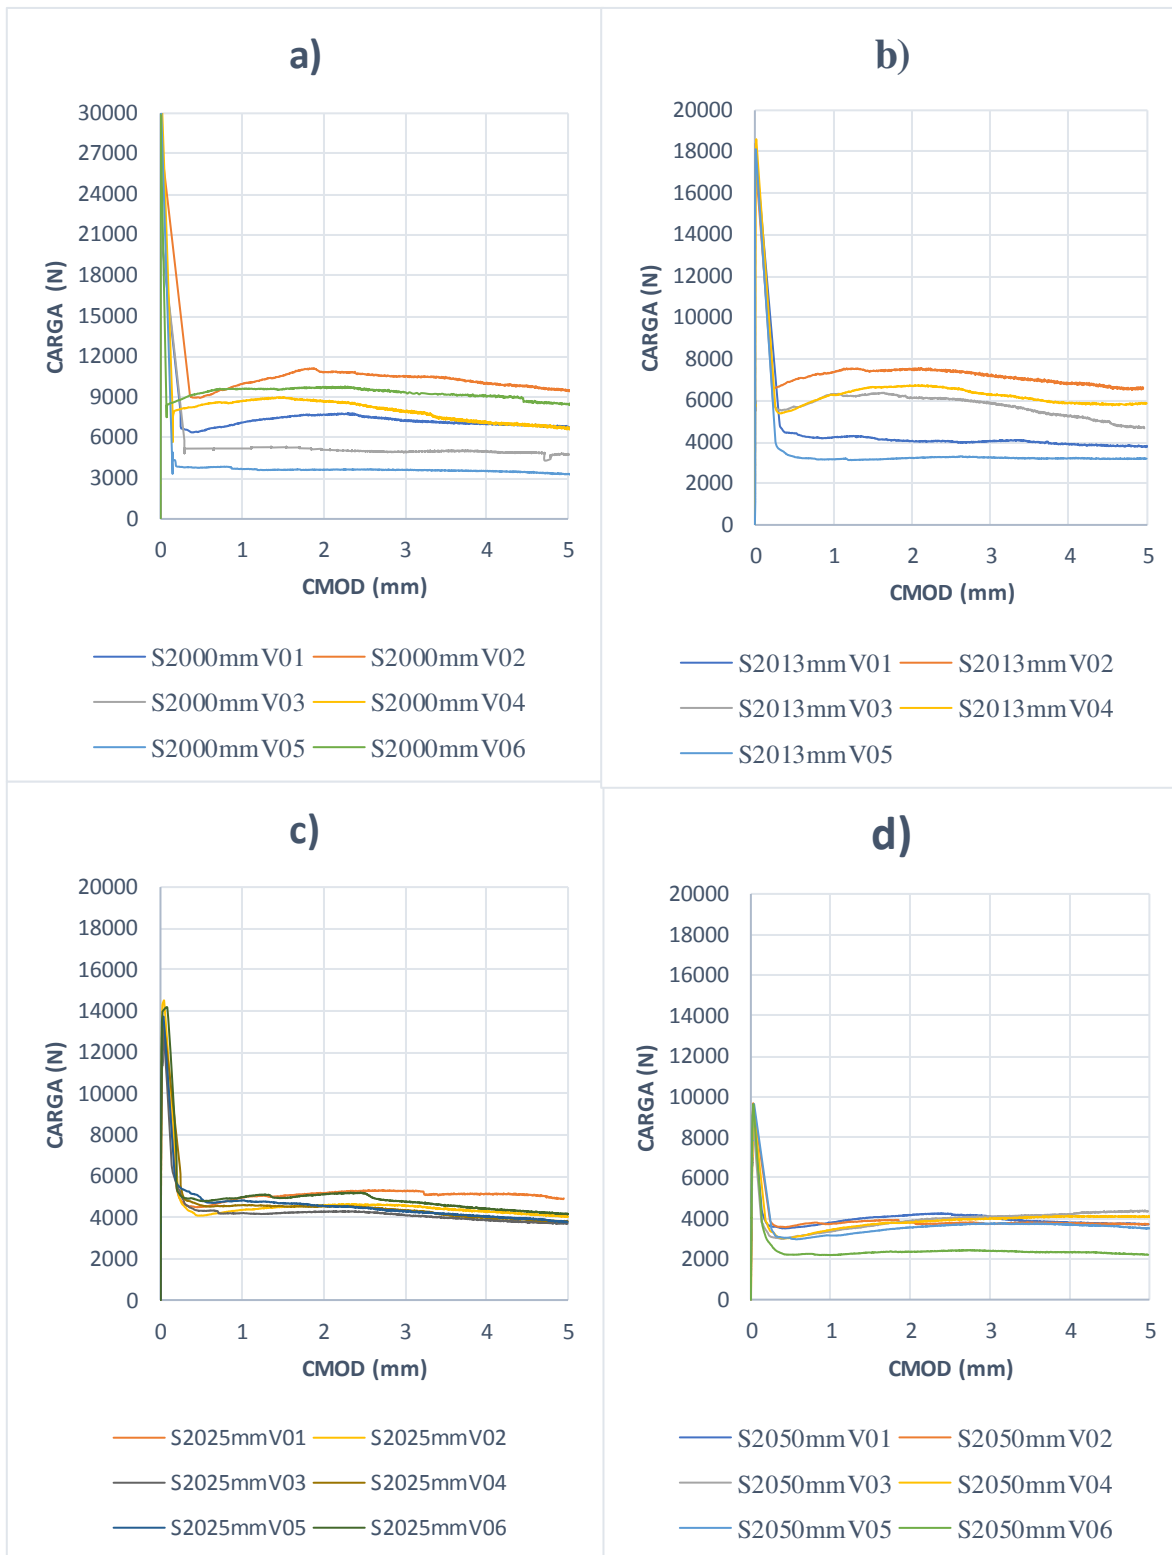 a)
30000
27000
24000
21000
18000
15000
12000
9000
6000
3000
0
CARGA (N)
0 1 2 3 4 5
CMOD (mm)
S2000mmV01 S2000mmV02
S2000mmV03 S2000mmV04
S2000mmV05 S2000mmV06
b)
20000
18000
16000
14000
12000
10000
8000
6000
4000
2000
0
CARGA (N)
0 1 2 3 4 5
CMOD (mm)
S2013mmV01 S2013mmV02
S2013mmV03 S2013mmV04
S2013mmV05
c)
20000
18000
16000
14000
12000
10000
8000
6000
4000
2000
0
CARGA (N)
0 1 2 3 4 5
CMOD (mm)
S2025mmV01 S2025mmV02
S2025mmV03 S2025mmV04
S2025mmV05 S2025mmV06
d)
20000
18000
16000
14000
12000
10000
8000
6000
4000
2000
0
CARGA (N)
0 1 2 3 4 5
CMOD (mm)
S2050mmV01 S2050mmV02
S2050mmV03 S2050mmV04
S2050mmV05 S2050mmV06